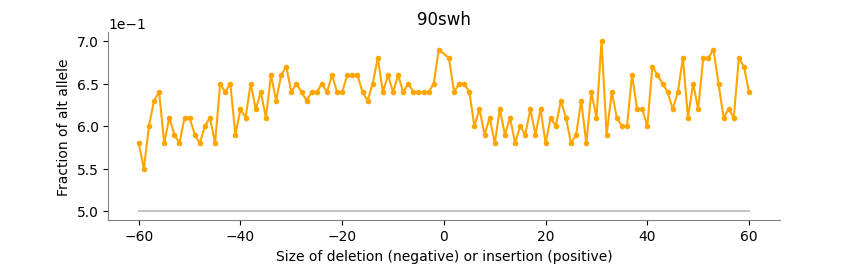 90swh
1e−1
7.0
6.5
6.0
5.5
5.0
Fraction of alt allele
−60 −40 −20 0 20 40 60
Size of deletion (negative) or insertion (positive)